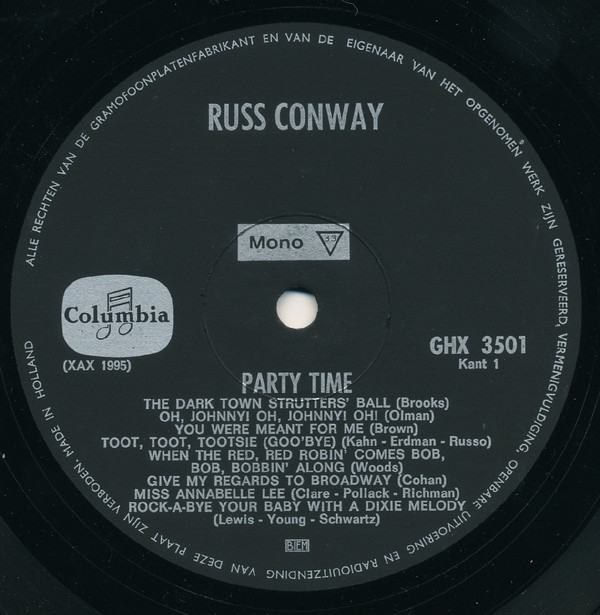 ALLE RECHTEN VAN DE GRAMOFOONPLATENFABRIKANT EN VAN DE EIGENAAR VAN HET OPGENOMEN WERK ZIJN GERESERVEERD, VERMENIGVULDIGING, OPENBARE UITVOERING EN RADIOUITZENDING VAN DEZE PLAAT ZIJN VERBODEN. MADE IN HOLLAND
RUSS CONWAY
Mono 33
Columbia
(XAX 1995)
GHX 3501
Kant 1
PARTY TIME
THE DARK TOWN STRUTTERS' BALL (Brooks)
OH, JOHNNY! OH, JOHNNY! OH! (Olman)
YOU WERE MEANT FOR ME (Brown)
TOOT, TOOT, TOOTSIE (GOO'BYE) (Kahn - Erdman - Russo)
WHEN THE RED, RED ROBIN' COMES BOB,
BOB, BOBBIN' ALONG (Woods)
GIVE MY REGARDS TO BROADWAY (Cohan)
MISS ANNABELLE LEE (Clare - Pollack - Richman)
ROCK-A-BYE YOUR BABY WITH A DIXIE MELODY
(Lewis - Young - Schwartz)
BIEM